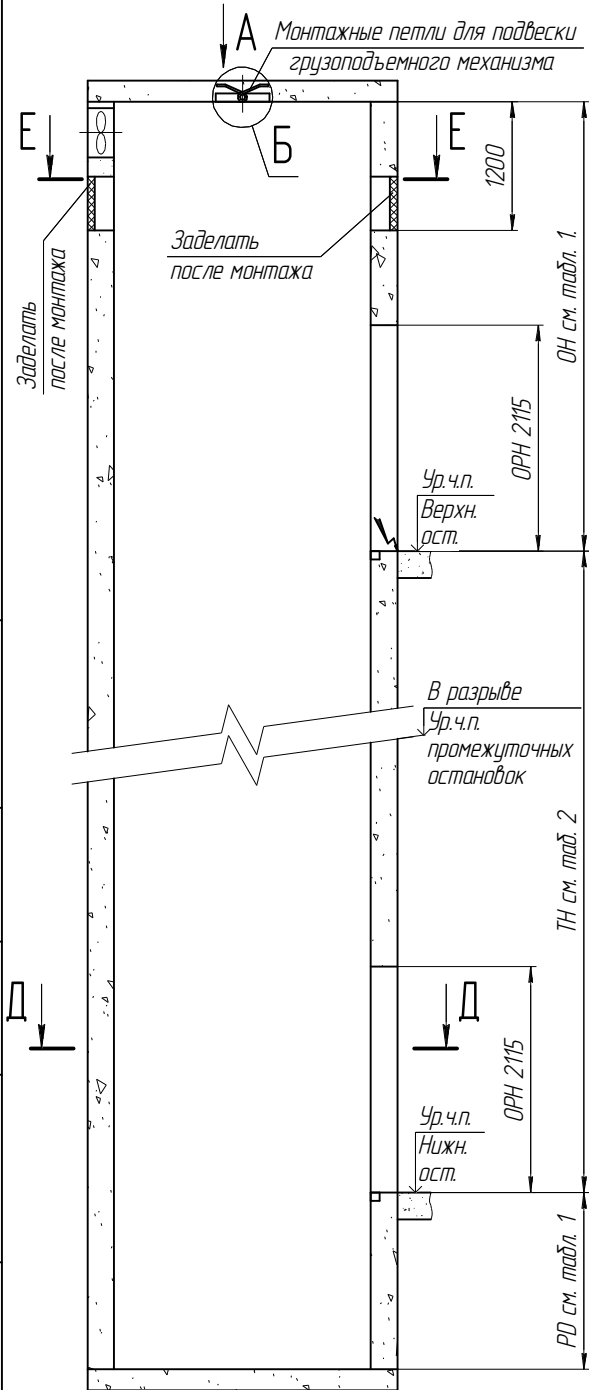 А
Монтажные петли для подвески
грузоподъемного механизма
Е
Б
Е
1200
Заделать
после монтажа
Заделать
после монтажа
ОН см. табл. 1.
ОРН 2115
Ур.ч.п.
Верхн.
ост.
В разрыве
Ур.ч.п.
промежуточных
остановок
ТН см. таб. 2
Д
Д
ОРН 2115
Ур.ч.п.
Нижн.
ост.
PD см. табл. 1